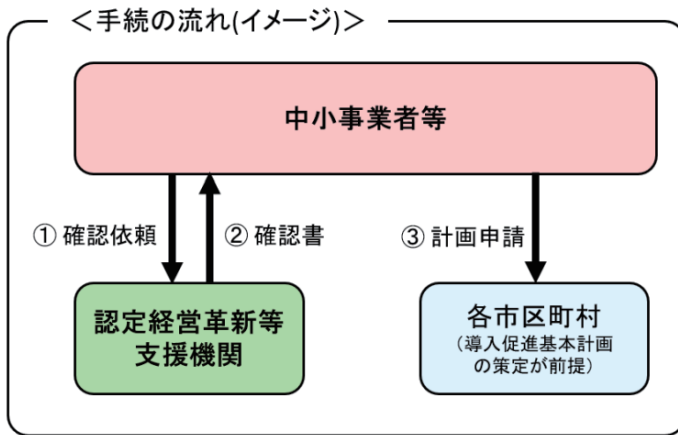 ＜手続の流れ(イメージ)＞
中小事業者等
① 確認依頼
② 確認書
③ 計画申請
認定経営革新等
支援機関
各市区町村
（導入促進基本計画
の策定が前提）